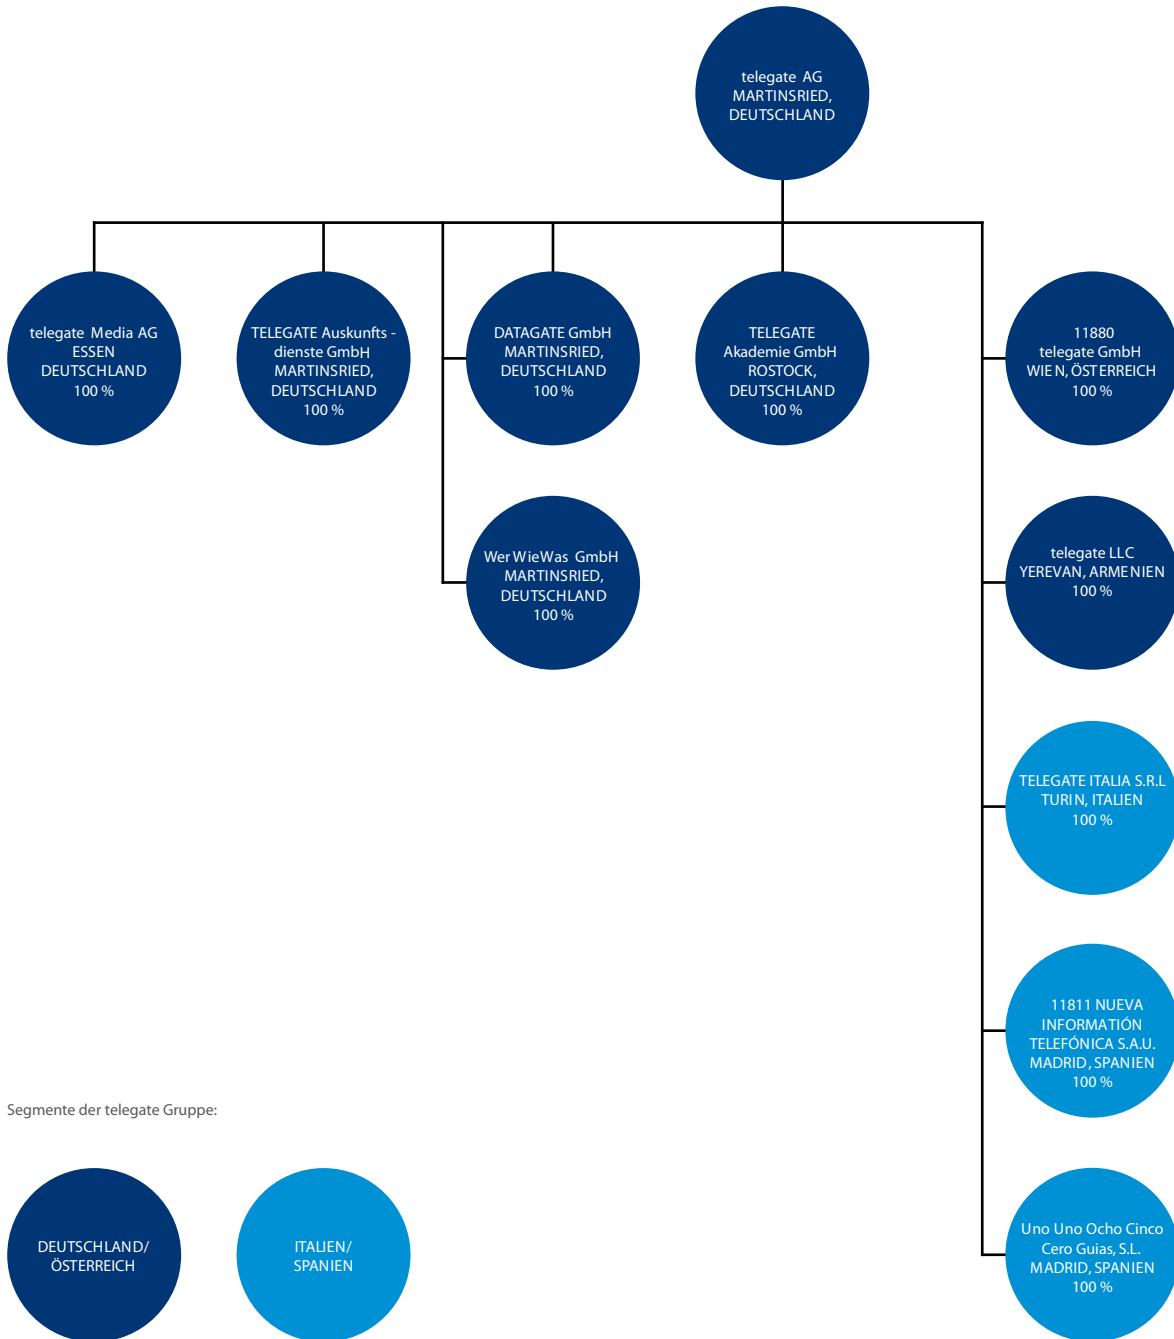 telegate AG
MARTINSRIED,
DEUTSCHLAND
telegate Media AG
ESSEN
DEUTSCHLAND
100 %
TELEGATE Auskunfts -
dienste GmbH
MARTINSRIED,
DEUTSCHLAND
100 %
DATAGATE GmbH
MARTINSRIED,
DEUTSCHLAND
100 %
TELEGATE
Akademie GmbH
ROSTOCK,
DEUTSCHLAND
100 %
11880
telegate GmbH
WIEN, ÖSTERREICH
100 %
Wer WieWas GmbH
MARTINSRIED,
DEUTSCHLAND
100 %
telegate LLC
YEREVAN, ARMENIEN
100 %
TELEGATE ITALIA S.R.L
TURIN, ITALIEN
100 %
11811 NUEVA
INFORMATIÓN
TELEFÓNICA S.A.U.
MADRID, SPANIEN
100 %
Uno Uno Ocho Cinco
Cero Guias, S.L.
MADRID, SPANIEN
100 %
Segmente der telegate Gruppe:
DEUTSCHLAND/
ÖSTERREICH
ITALIEN/
SPANIEN